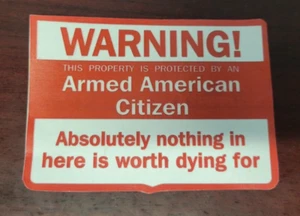 WARNING!
THIS PROPERTY IS PROTECTED BY AN
Armed American
Citizen
Absolutely nothing in
here is worth dying for